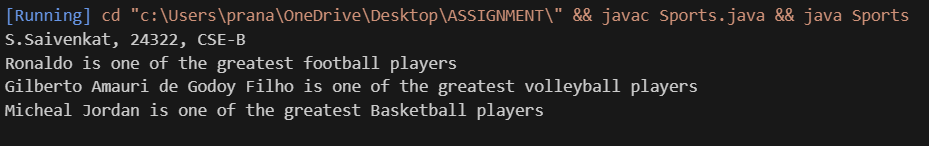 [Running] cd "c:\Users\prana\OneDrive\Desktop\ASSIGNMENT\" && javac Sports.java && java Sports
S.Saivenkat, 24322, CSE-B
Ronaldo is one of the greatest football players
Gilberto Amauri de Godoy Filho is one of the greatest volleyball players
Micheal Jordan is one of the greatest Basketball players